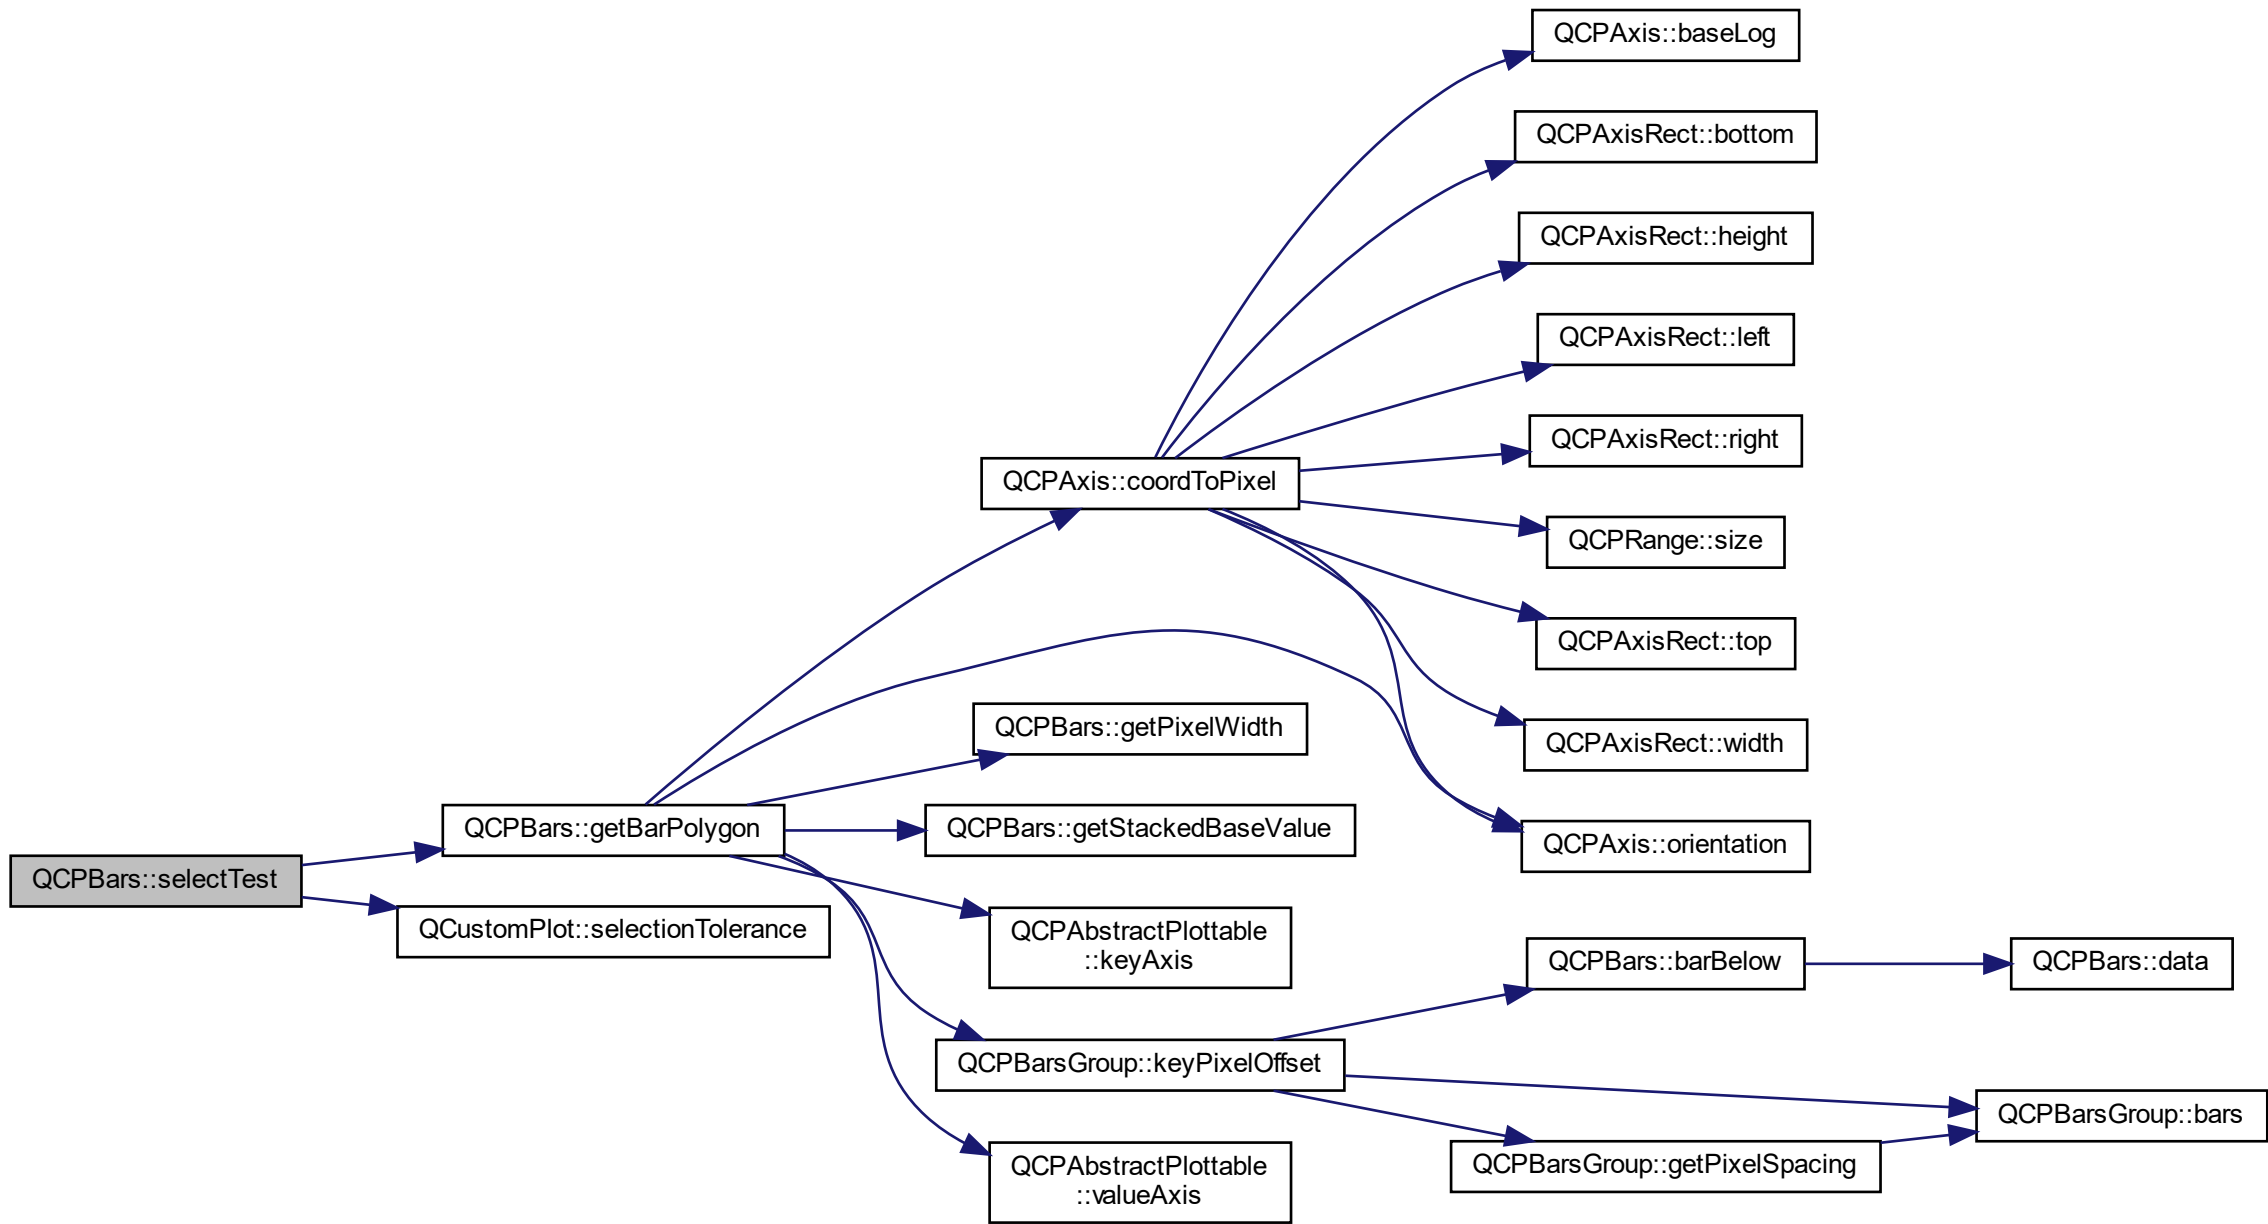 QCPBars::selectTest
QCPBars::getBarPolygon
QCustomPlot::selectionTolerance
QCPAxis::coordToPixel
QCPBars::getPixelWidth
QCPBars::getStackedBaseValue
QCPAbstractPlottable
::keyAxis
QCPBarsGroup::keyPixelOffset
QCPAbstractPlottable
::valueAxis
QCPAxis::baseLog
QCPAxisRect::bottom
QCPAxisRect::height
QCPAxisRect::left
QCPAxisRect::right
QCPRange::size
QCPAxisRect::top
QCPAxisRect::width
QCPAxis::orientation
QCPBars::barBelow
QCPBarsGroup::getPixelSpacing
QCPBars::data
QCPBarsGroup::bars